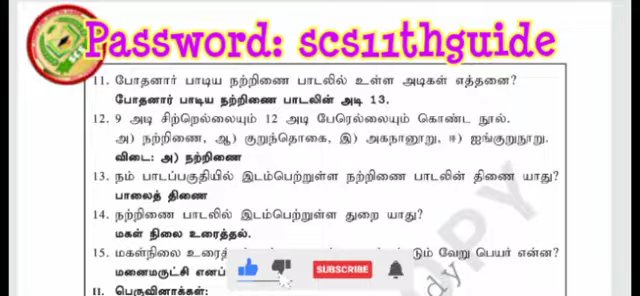 Password: scs11thguide
11. போதனார் பாடிய நற்றிணை பாடலில் உள்ள அடிகள் எத்தனை?
போதனார் பாடிய நற்றிணை பாடலின் அடி 13.
12. 9 அடி சிற்றெல்லையும் 12 அடி பேரெல்லையும் கொண்ட நூல்.
அ) நற்றிணை, ஆ) குறுந்தொகை, இ) அகநானூறு, ஈ) ஐங்குறுநூறு.
விடை: அ) நற்றிணை
13. நம் பாடப்பகுதியில் இடம்பெற்றுள்ள நற்றிணை பாடலின் திணை யாது?
பாலைத் திணை
14. நற்றிணை பாடலில் இடம்பெற்றுள்ள துறை யாது?
மகள் நிலை உரைத்தல்.
15. மகள்நிலை உரைத் டும் வேறு பெயர் என்ன?
மனைமருட்சி எனப்
SUBSCRIBE
II. பெருவினாக்கள்: